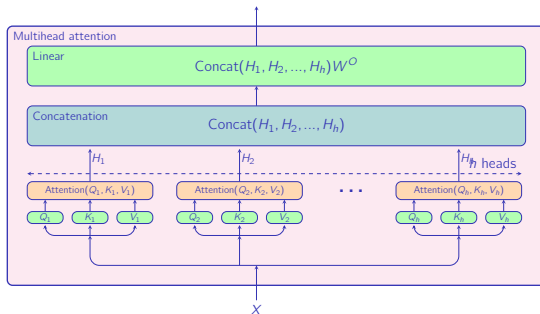 Multihead attention
Linear
Concat(H₁, H₂, ..., Hₕ)Wᴼ
Concatenation
Concat(H₁, H₂, ..., Hₕ)
H₁ H₂ Hₕ h heads
Attention(Q₁, K₁, V₁) Attention(Q₂, K₂, V₂) ... Attention(Qₕ, Kₕ, Vₕ)
Q₁ K₁ V₁ Q₂ K₂ V₂ Qₕ Kₕ Vₕ
X